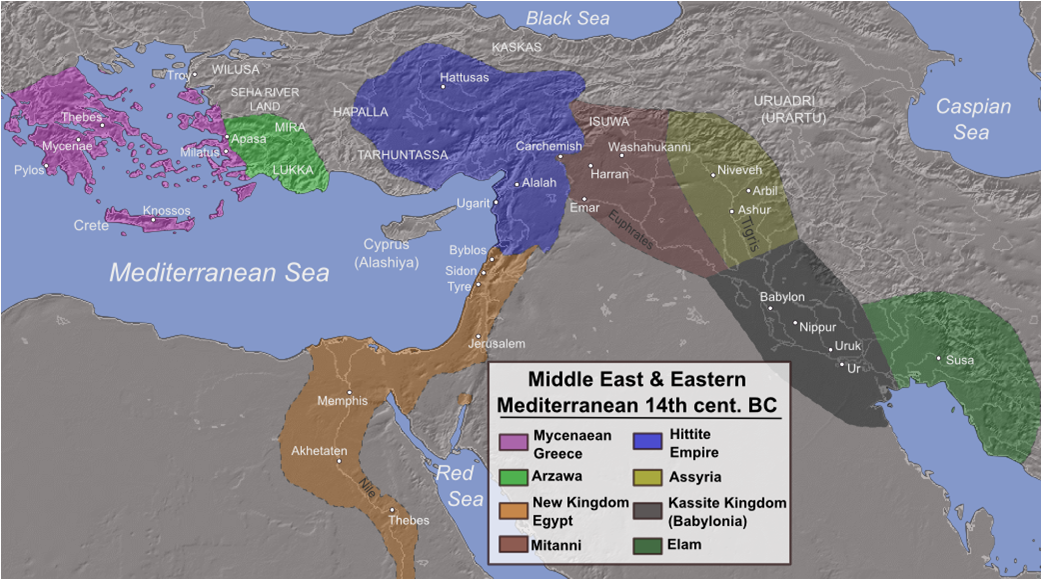 Black Sea
KASKAS
Troy
WILUSA
Hattusas
SEHA RIVER
LAND
HAPALLA
URUADRI
(URARTU)
Caspian
Sea
Thebes
MIRA
ISUWA
Apasa
Mycenae
Milatus
TARHUNTASSA
Carchemish
Washahukanni
Pylos
LUKKA
Harran
Niveveh
Alalah
Arbil
Ugarit
Emar
Ashur
Knossos
Crete
Euphrates
Tigris
Cyprus
(Alashiya)
Byblos
Mediterranean Sea
Sidon
Tyre
Babylon
Nippur
Jerusalem
Uruk
Ur
Susa
Memphis
Akhetaten
Nile
Red
Sea
Thebes
Middle East & Eastern
Mediterranean 14th cent. BC
Mycenaean
Greece
Arzawa
New Kingdom
Egypt
Mitanni
Hittite
Empire
Assyria
Kassite Kingdom
(Babylonia)
Elam